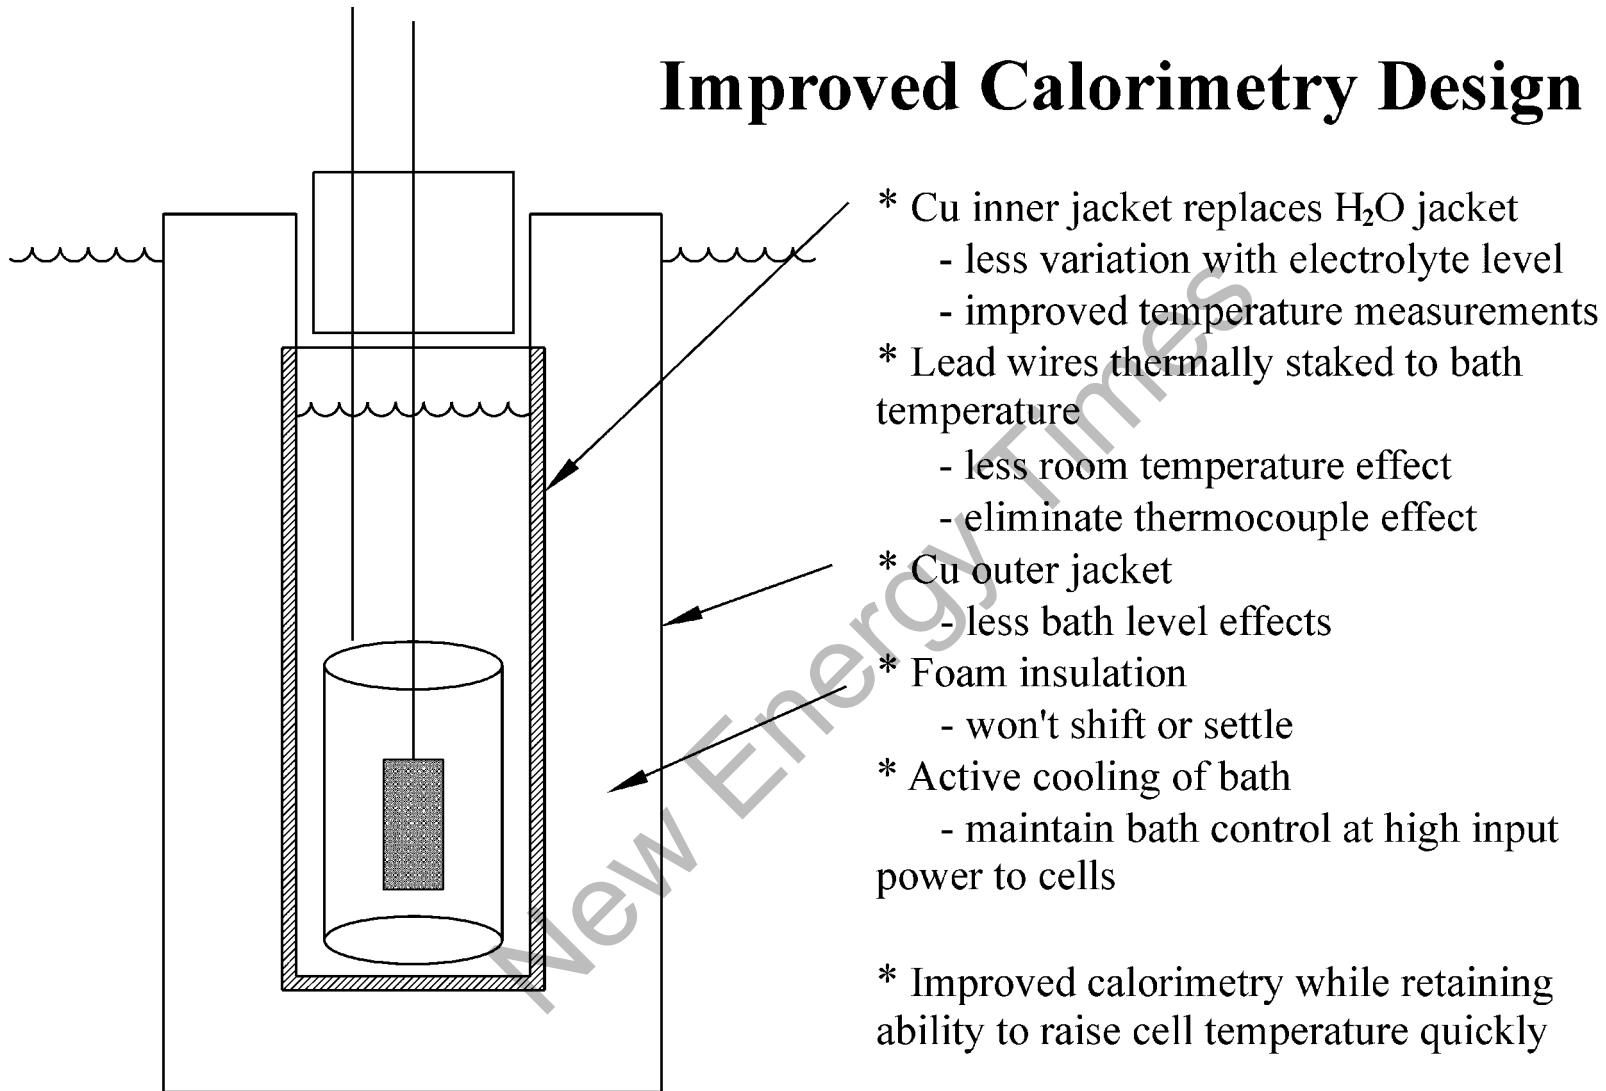 Improved Calorimetry Design
* Cu inner jacket replaces H₂O jacket
- less variation with electrolyte level
- improved temperature measurements
* Lead wires thermally staked to bath
temperature
- less room temperature effect
- eliminate thermocouple effect
* Cu outer jacket
- less bath level effects
* Foam insulation
- won't shift or settle
* Active cooling of bath
- maintain bath control at high input
power to cells
* Improved calorimetry while retaining
ability to raise cell temperature quickly
New Energy Times